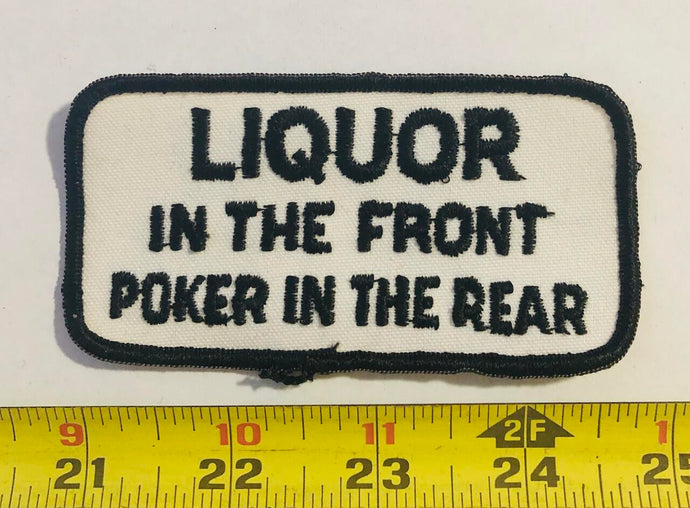 LIQUOR
IN THE FRONT
POKER IN THE REAR
9 10 11 2F 1
21 22 23 24 25